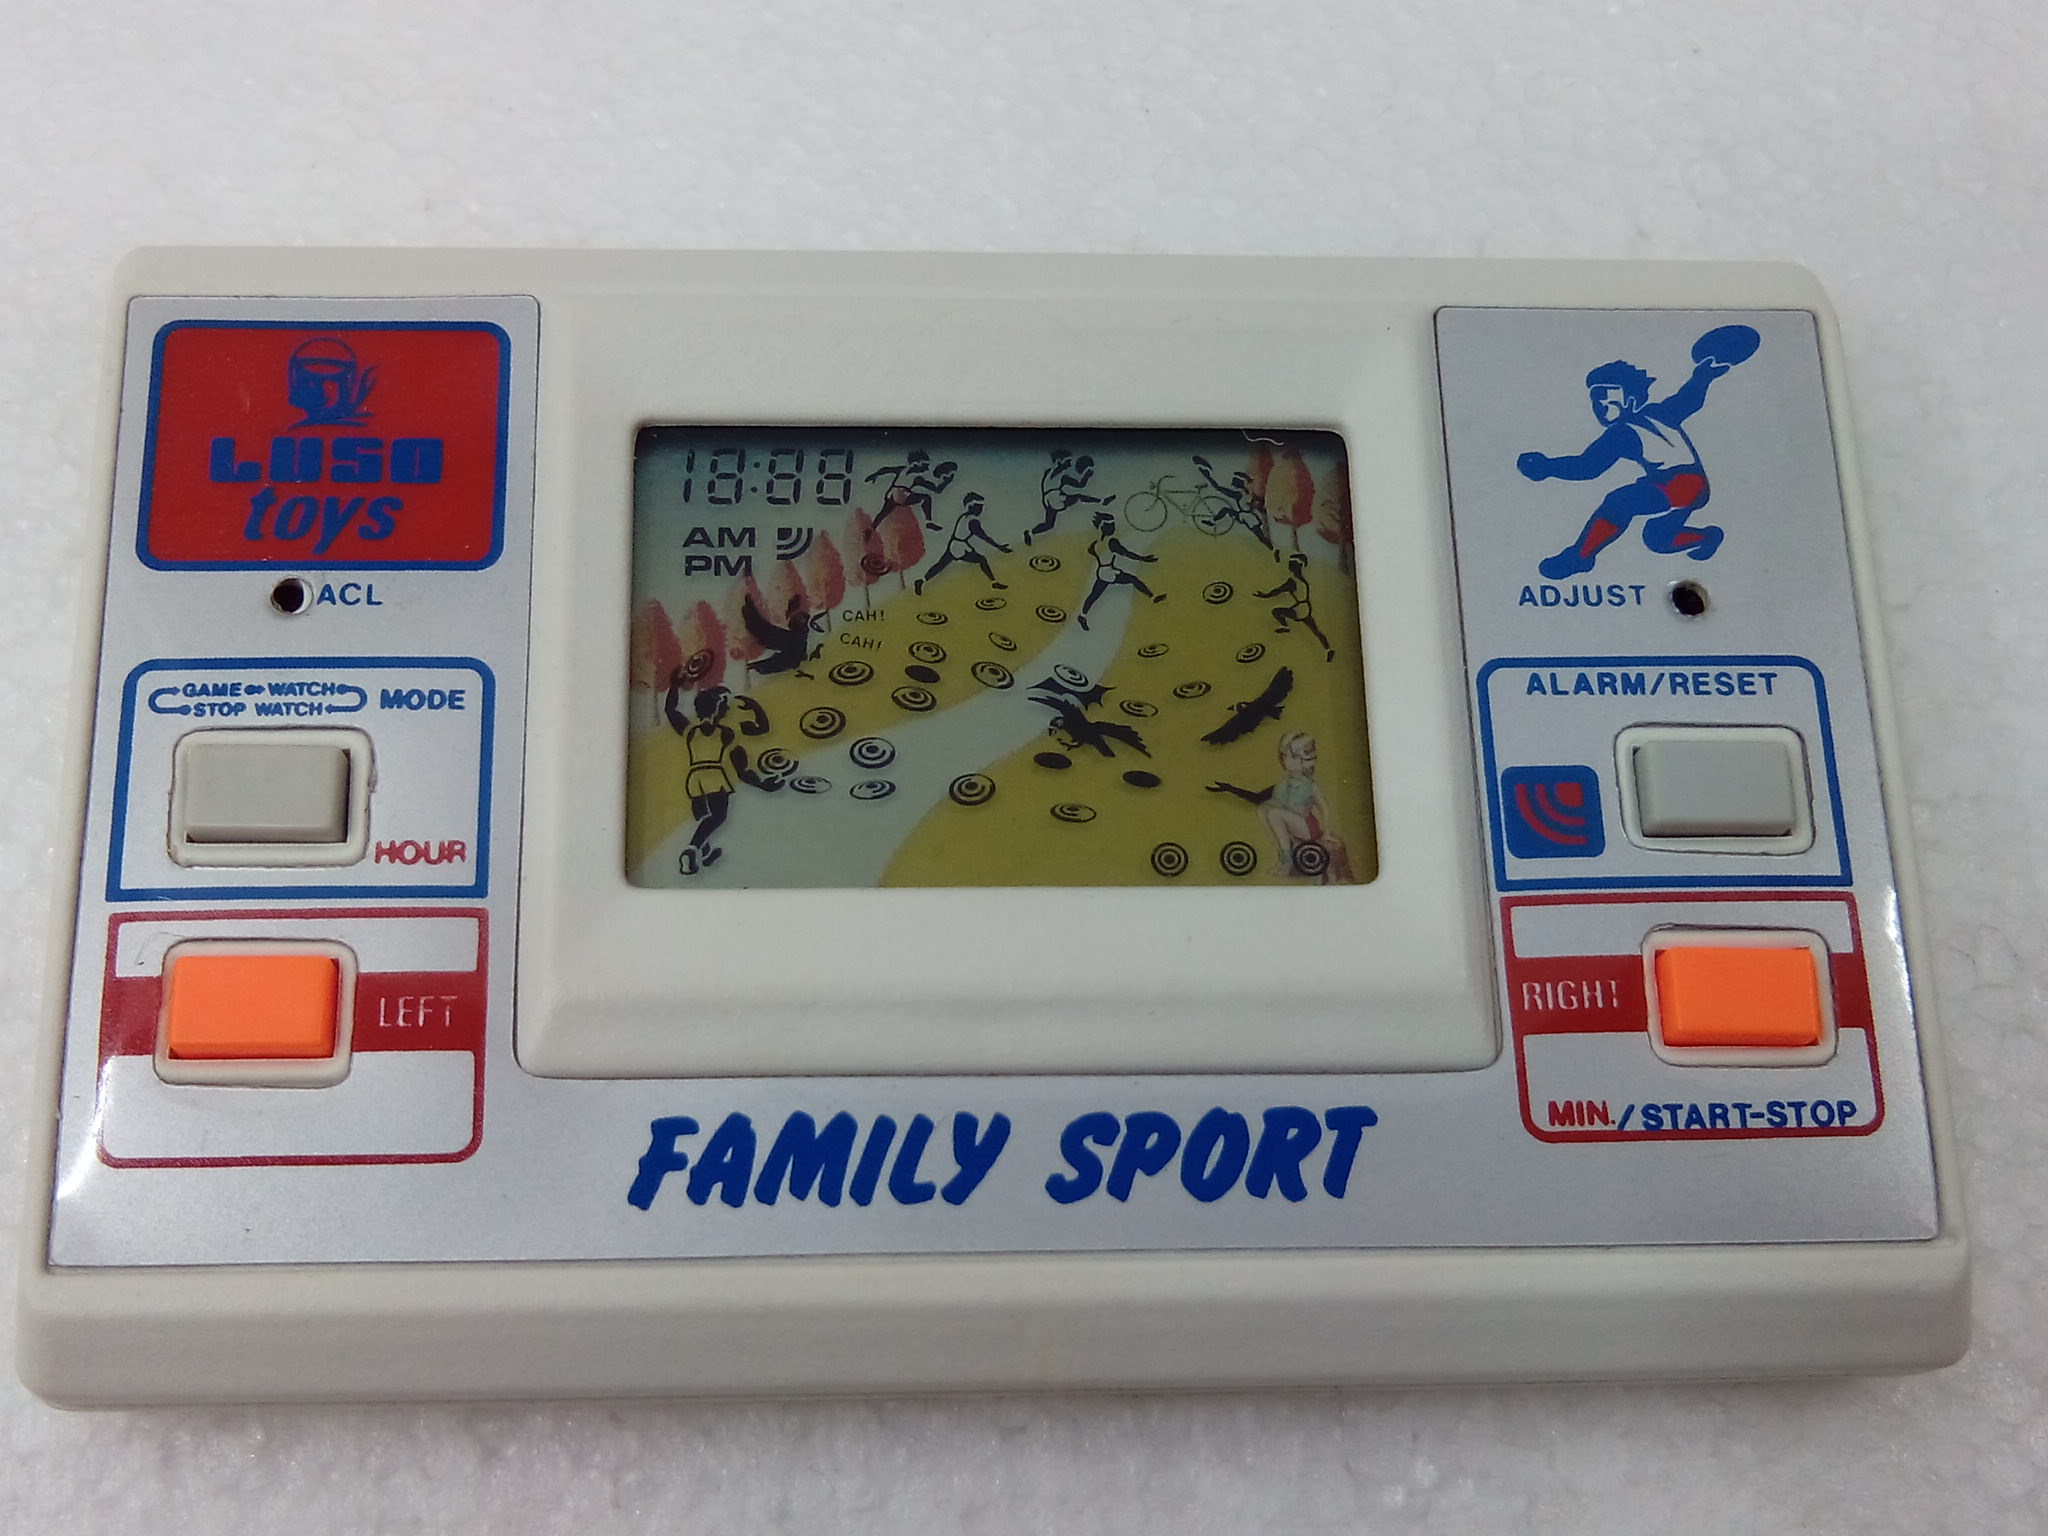 LUSO
toys
ACL
ADJUST
18:88
AM
PM
CAH!
CAH!
GAME WATCH
STOP WATCH
MODE
HOUR
ALARM/RESET
LEFT
RIGHT
MIN./START-STOP
FAMILY SPORT